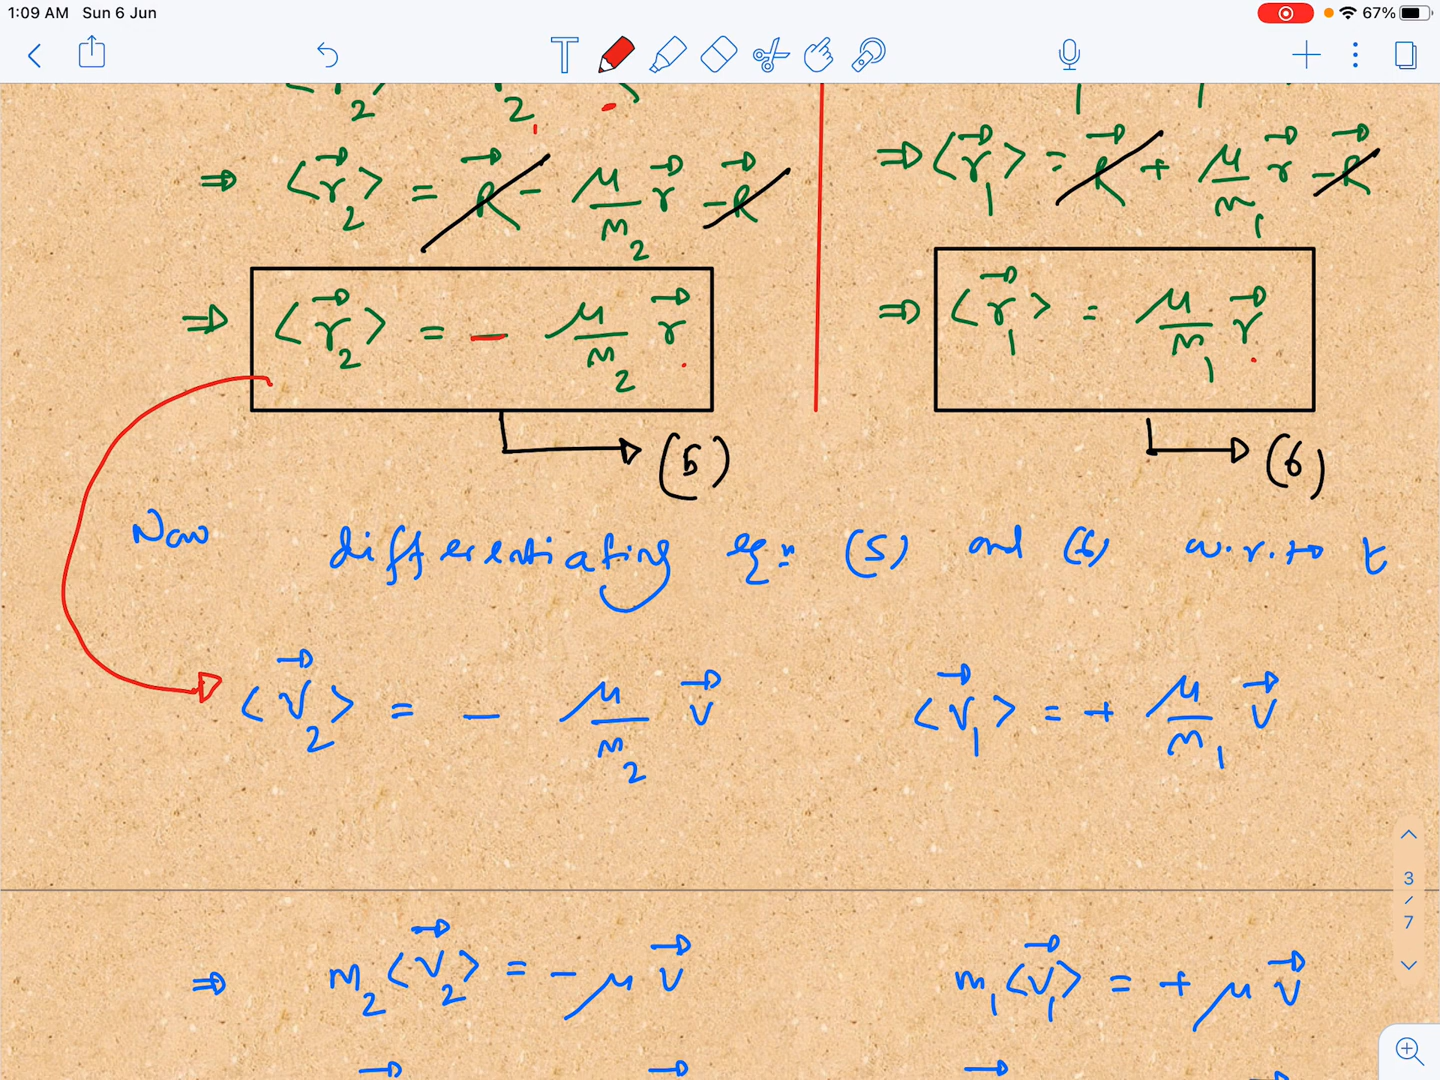 1:09 AM Sun 6 Jun 67%
⇒ ⟨r⃗₂⟩ = R⃗ − μ/m₂ r⃗ − R⃗
⇒ ⟨r⃗₁⟩ = R⃗ + μ/m₁ r⃗ − R⃗
⇒ ⟨r⃗₂⟩ = − μ/m₂ r⃗
⇒ ⟨r⃗₁⟩ = μ/m₁ r⃗
(5)
(6)
Now differentiating eqn: (5) and (6) w.r.to t
⟨v⃗₂⟩ = − μ/m₂ v⃗
⟨v⃗₁⟩ = + μ/m₁ v⃗
3/7
⇒ m₂⟨v⃗₂⟩ = − μ v⃗
m₁⟨v⃗₁⟩ = + μ v⃗